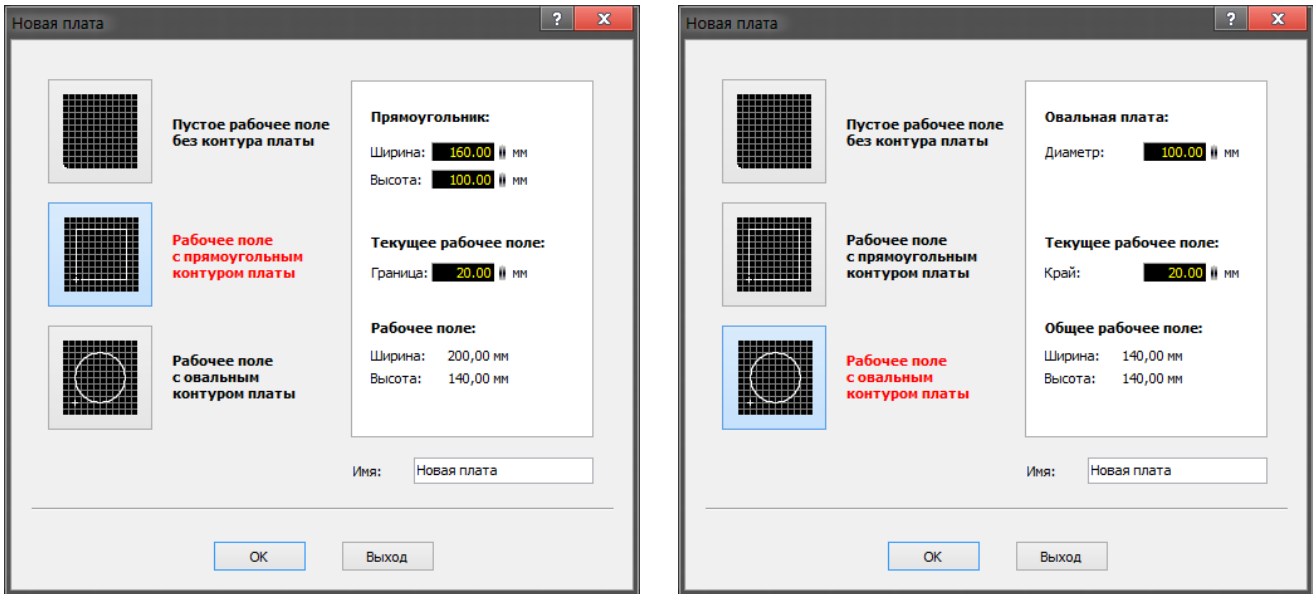 Новая плата
?
x
Пустое рабочее поле
без контура платы
Рабочее поле
с прямоугольным
контуром платы
Рабочее поле
с овальным
контуром платы
Прямоугольник:
Ширина: 160.00 мм
Высота: 100.00 мм
Текущее рабочее поле:
Граница: 20.00 мм
Рабочее поле:
Ширина: 200,00 мм
Высота: 140,00 мм
Имя: Новая плата
OK
Выход
Новая плата
?
x
Пустое рабочее поле
без контура платы
Рабочее поле
с прямоугольным
контуром платы
Рабочее поле
с овальным
контуром платы
Овальная плата:
Диаметр: 100.00 мм
Текущее рабочее поле:
Край: 20.00 мм
Общее рабочее поле:
Ширина: 140,00 мм
Высота: 140,00 мм
Имя: Новая плата
OK
Выход